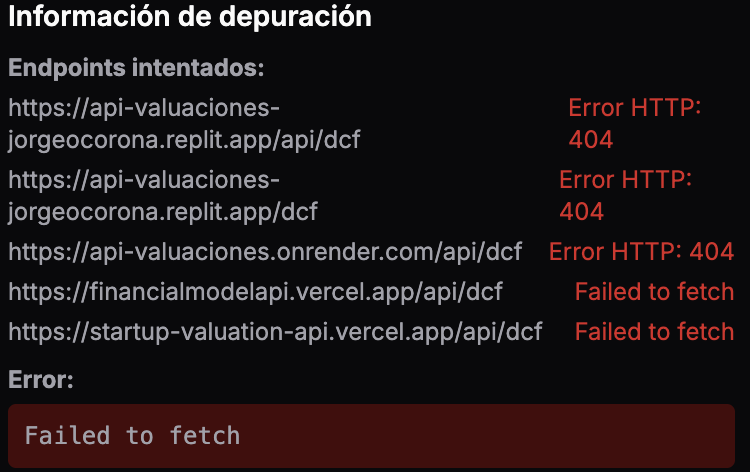 Información de depuración
Endpoints intentados:
https://api-valuaciones-
jorgeocorona.replit.app/api/dcf
Error HTTP:
404
https://api-valuaciones-
jorgeocorona.replit.app/dcf
Error HTTP:
404
https://api-valuaciones.onrender.com/api/dcf Error HTTP: 404
https://financialmodelapi.vercel.app/api/dcf Failed to fetch
https://startup-valuation-api.vercel.app/api/dcf Failed to fetch
Error:
Failed to fetch